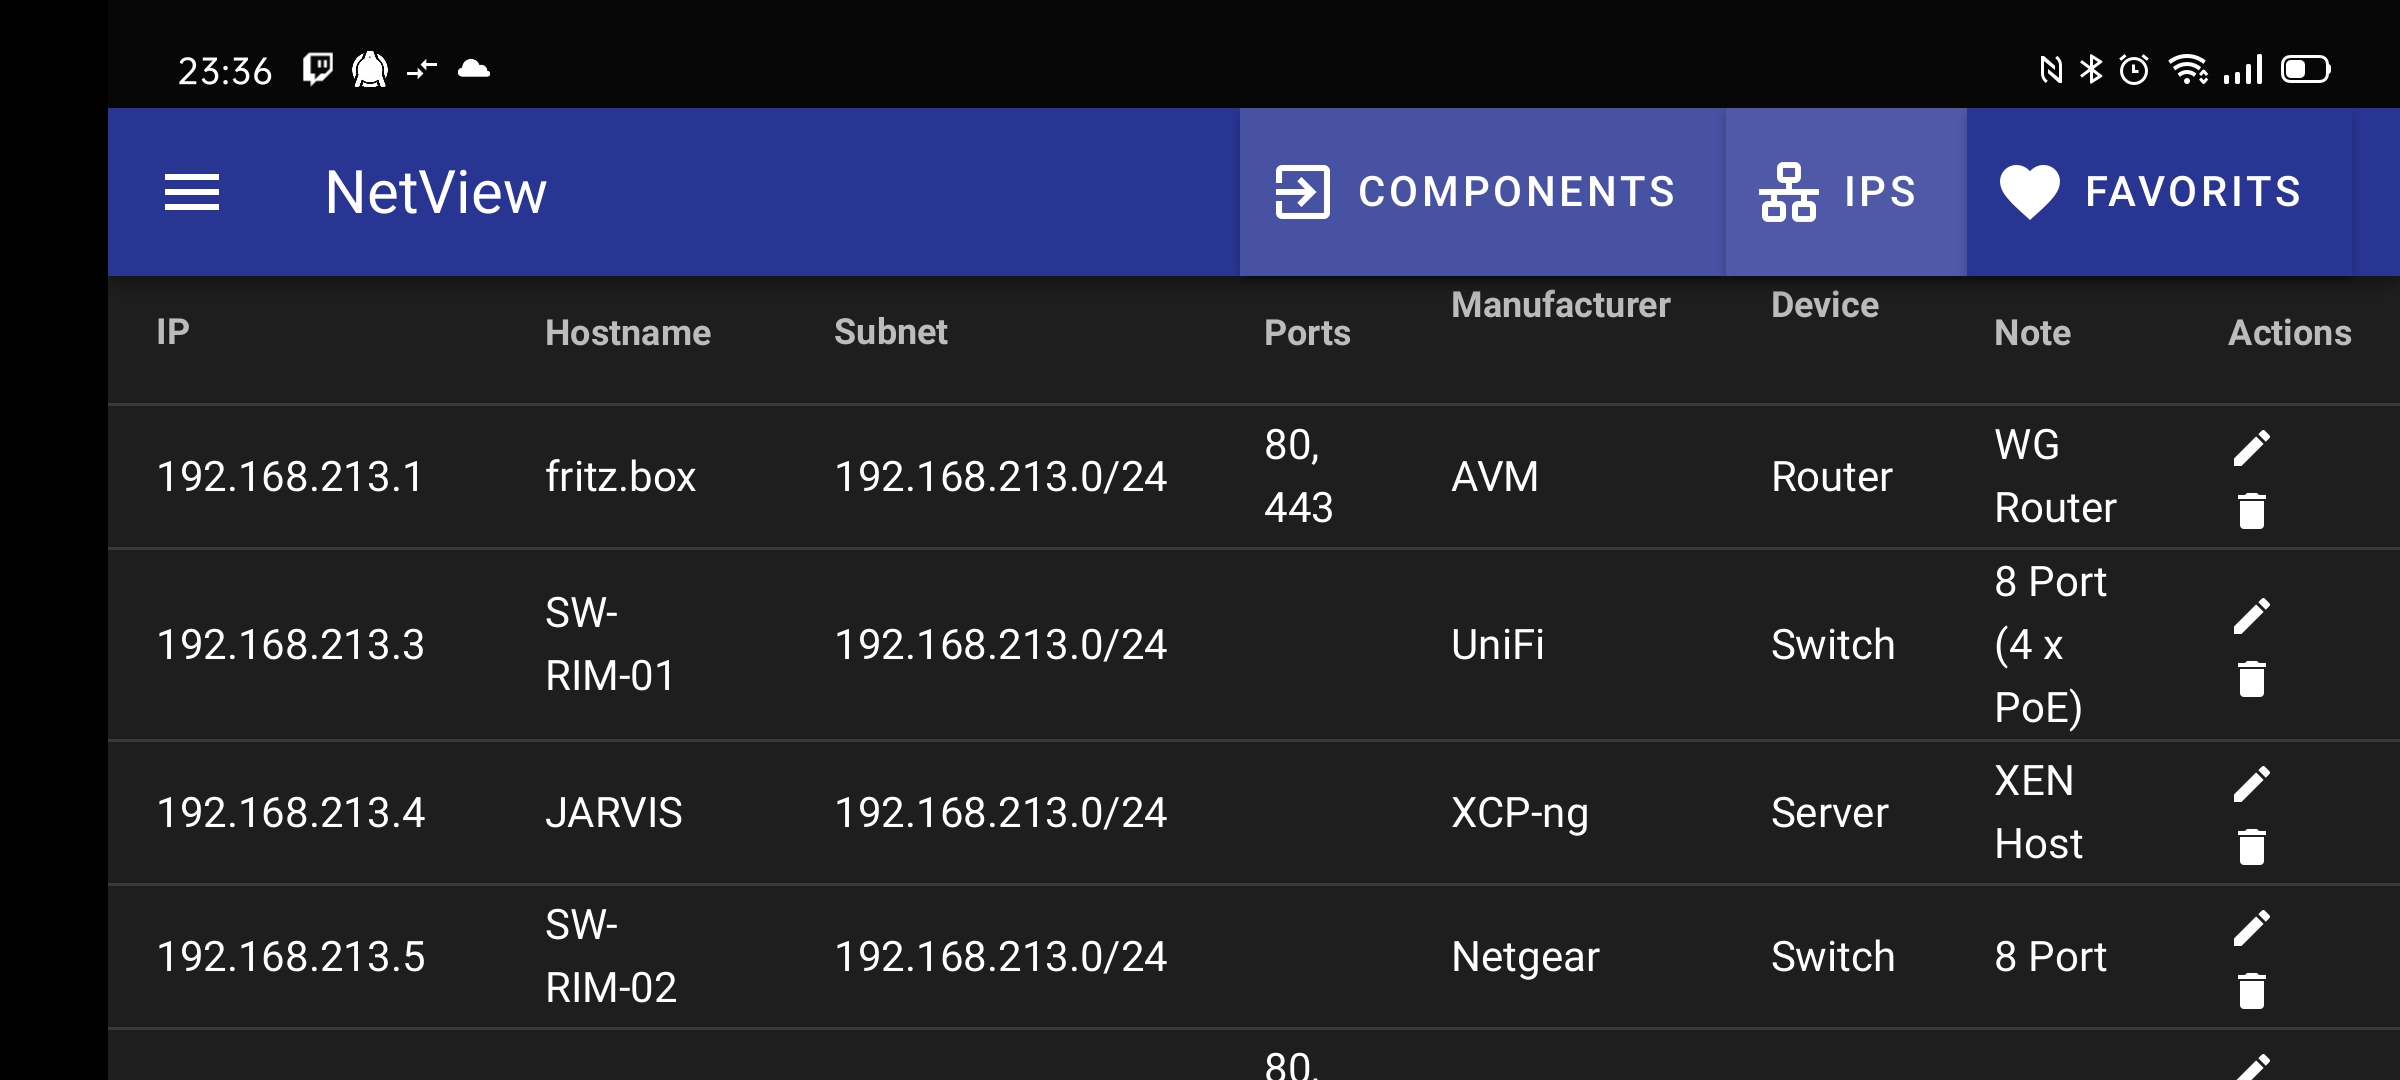 23:36
NetView
COMPONENTS
IPS
FAVORITS
IP Hostname Subnet Ports Manufacturer Device Note Actions
192.168.213.1 fritz.box 192.168.213.0/24 80, 443 AVM Router WG Router
192.168.213.3 SW-RIM-01 192.168.213.0/24 UniFi Switch 8 Port (4 x PoE)
192.168.213.4 JARVIS 192.168.213.0/24 XCP-ng Server XEN Host
192.168.213.5 SW-RIM-02 192.168.213.0/24 Netgear Switch 8 Port
80,